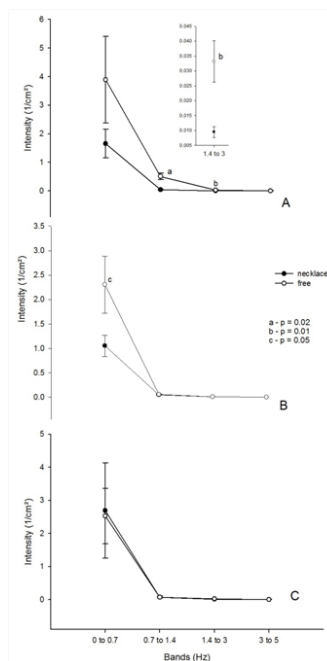 6
5
4
3
2
1
0
Intensity (1/cm²)
0.045
0.040
0.035
0.030
0.025
0.020
0.015
0.010
0.005
b
1.4 to 3
a
b
A
3.5
3.0
2.5
2.0
1.5
1.0
0.5
0.0
Intensity (1/cm²)
c
B
necklace
free
a - p = 0.02
b - p = 0.01
c - p = 0.05
5
4
3
2
1
0
Intensity (1/cm²)
C
0 to 0.7
0.7 to 1.4
1.4 to 3
3 to 5
Bands (Hz)